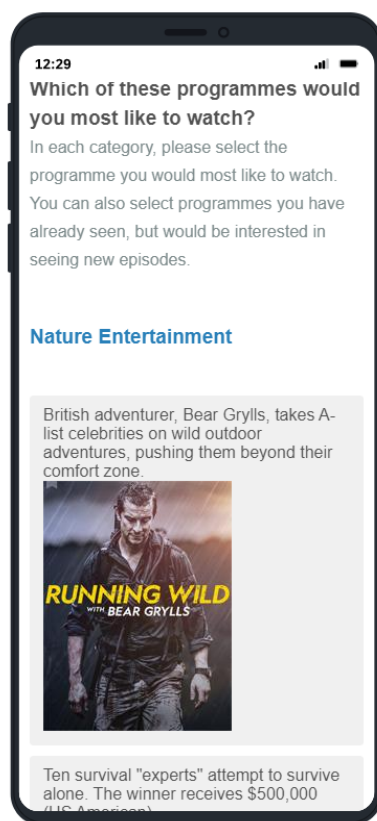 12:29
Which of these programmes would
you most like to watch?
In each category, please select the
programme you would most like to watch.
You can also select programmes you have
already seen, but would be interested in
seeing new episodes.
Nature Entertainment
British adventurer, Bear Grylls, takes A-
list celebrities on wild outdoor
adventures, pushing them beyond their
comfort zone.
RUNNING WILD
WITH BEAR GRYLLS
Ten survival "experts" attempt to survive
alone. The winner receives $500,000
(US American)